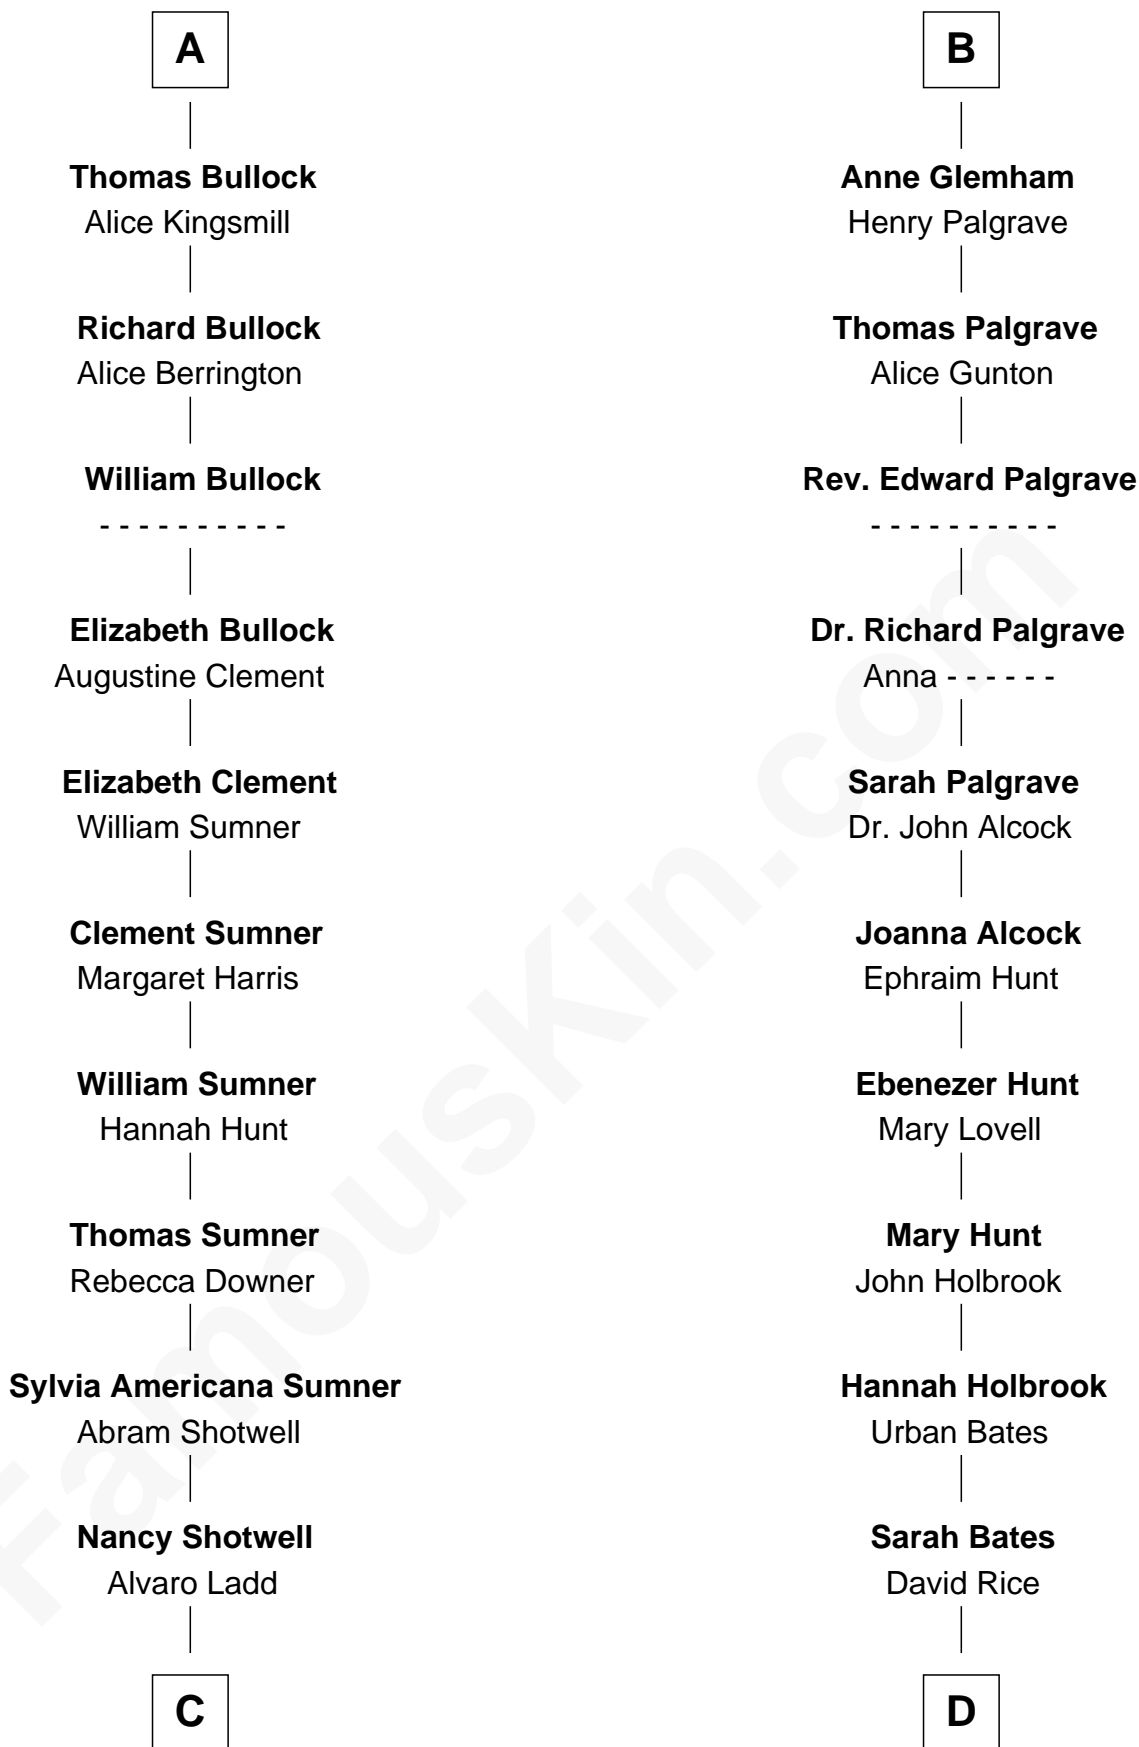 A
Thomas Bullock
Alice Kingsmill
Richard Bullock
Alice Berrington
William Bullock
- - - - - - - - - -
Elizabeth Bullock
Augustine Clement
Elizabeth Clement
William Sumner
Clement Sumner
Margaret Harris
William Sumner
Hannah Hunt
Thomas Sumner
Rebecca Downer
Sylvia Americana Sumner
Abram Shotwell
Nancy Shotwell
Alvaro Ladd
C
B
Anne Glemham
Henry Palgrave
Thomas Palgrave
Alice Gunton
Rev. Edward Palgrave
- - - - - - - - - -
Dr. Richard Palgrave
Anna - - - - - -
Sarah Palgrave
Dr. John Alcock
Joanna Alcock
Ephraim Hunt
Ebenezer Hunt
Mary Lovell
Mary Hunt
John Holbrook
Hannah Holbrook
Urban Bates
Sarah Bates
David Rice
D
FamousKin.com